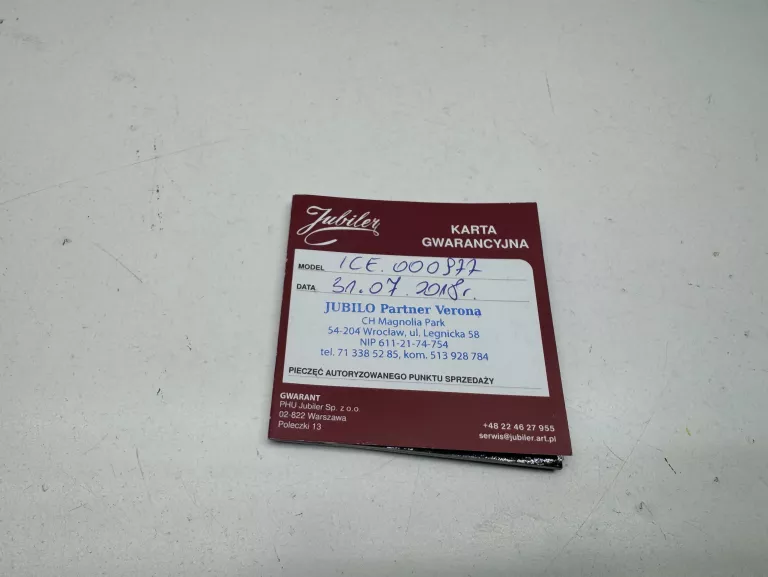 Jubiler
KARTA
GWARANCYJNA
MODEL ICE.000977
DATA 31.07.2018r.
JUBILO Partner Verona
CH Magnolia Park
54-204 Wrocław, ul. Legnicka 58
NIP 611-21-74-754
tel. 71 338 52 85, kom. 513 928 784
PIECZĘĆ AUTORYZOWANEGO PUNKTU SPRZEDAŻY
GWARANT
PHU Jubiler Sp. z o.o.
02-822 Warszawa
Poleczki 13
+48 22 46 27 955
serwis@jubiler.art.pl